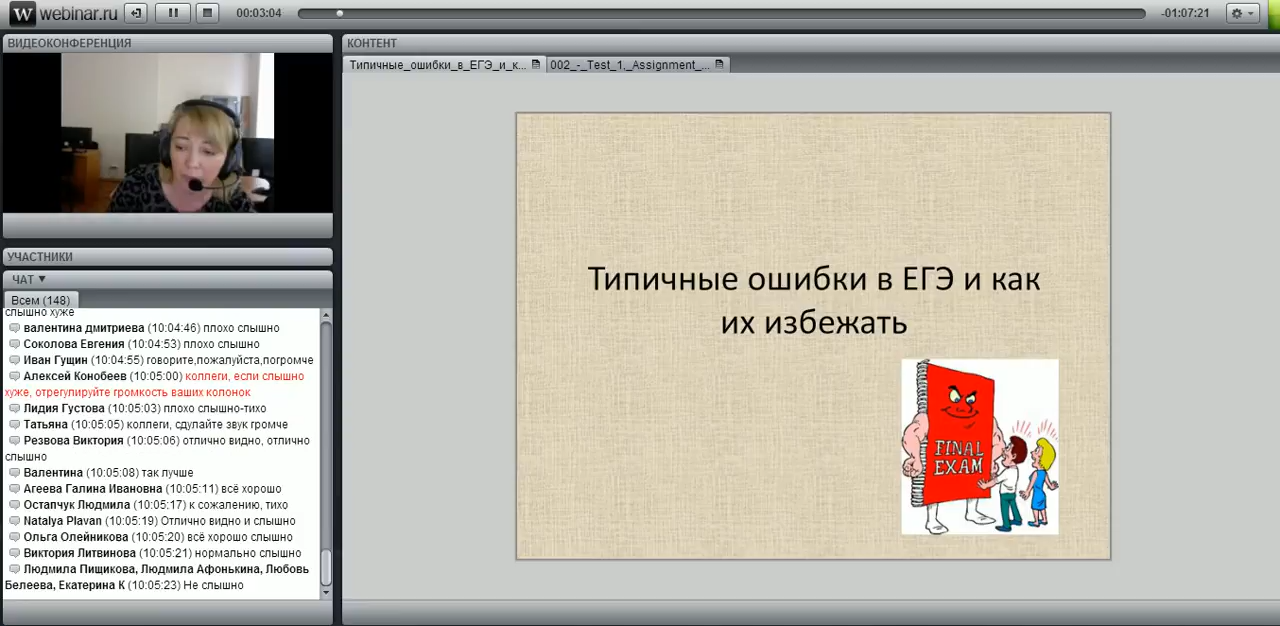 W webinar.ru
00:03:04
-01:07:21
ВИДЕОКОНФЕРЕНЦИЯ
УЧАСТНИКИ
ЧАТ ▼
Всем (148)
слышно хуже
валентина дмитриева (10:04:46) плохо слышно
Соколова Евгения (10:04:53) плохо слышно
Иван Гущин (10:04:55) говорите,пожалуйста,погромче
Алексей Конобеев (10:05:00) коллеги, если слышно
хуже, отрегулируйте громкость ваших колонок
Лидия Густова (10:05:03) плохо слышно-тихо
Татьяна (10:05:05) коллеги, сдулайте звук громче
Резвова Виктория (10:05:06) отлично видно, отлично
слышно
Валентина (10:05:08) так лучше
Агеева Галина Ивановна (10:05:11) всё хорошо
Остапчук Людмила (10:05:17) к сожалению, тихо
Natalya Plavan (10:05:19) Отлично видно и слышно
Ольга Олейникова (10:05:20) всё хорошо слышно
Виктория Литвинова (10:05:21) нормально слышно
Людмила Пищикова, Людмила Афонькина, Любовь
Белеева, Екатерина К (10:05:23) Не слышно
КОНТЕНТ
Типичные_ошибки_в_ЕГЭ_и_к...
002_-_Test_1,_Assignment_...
Типичные ошибки в ЕГЭ и как
их избежать
FINAL
EXAM